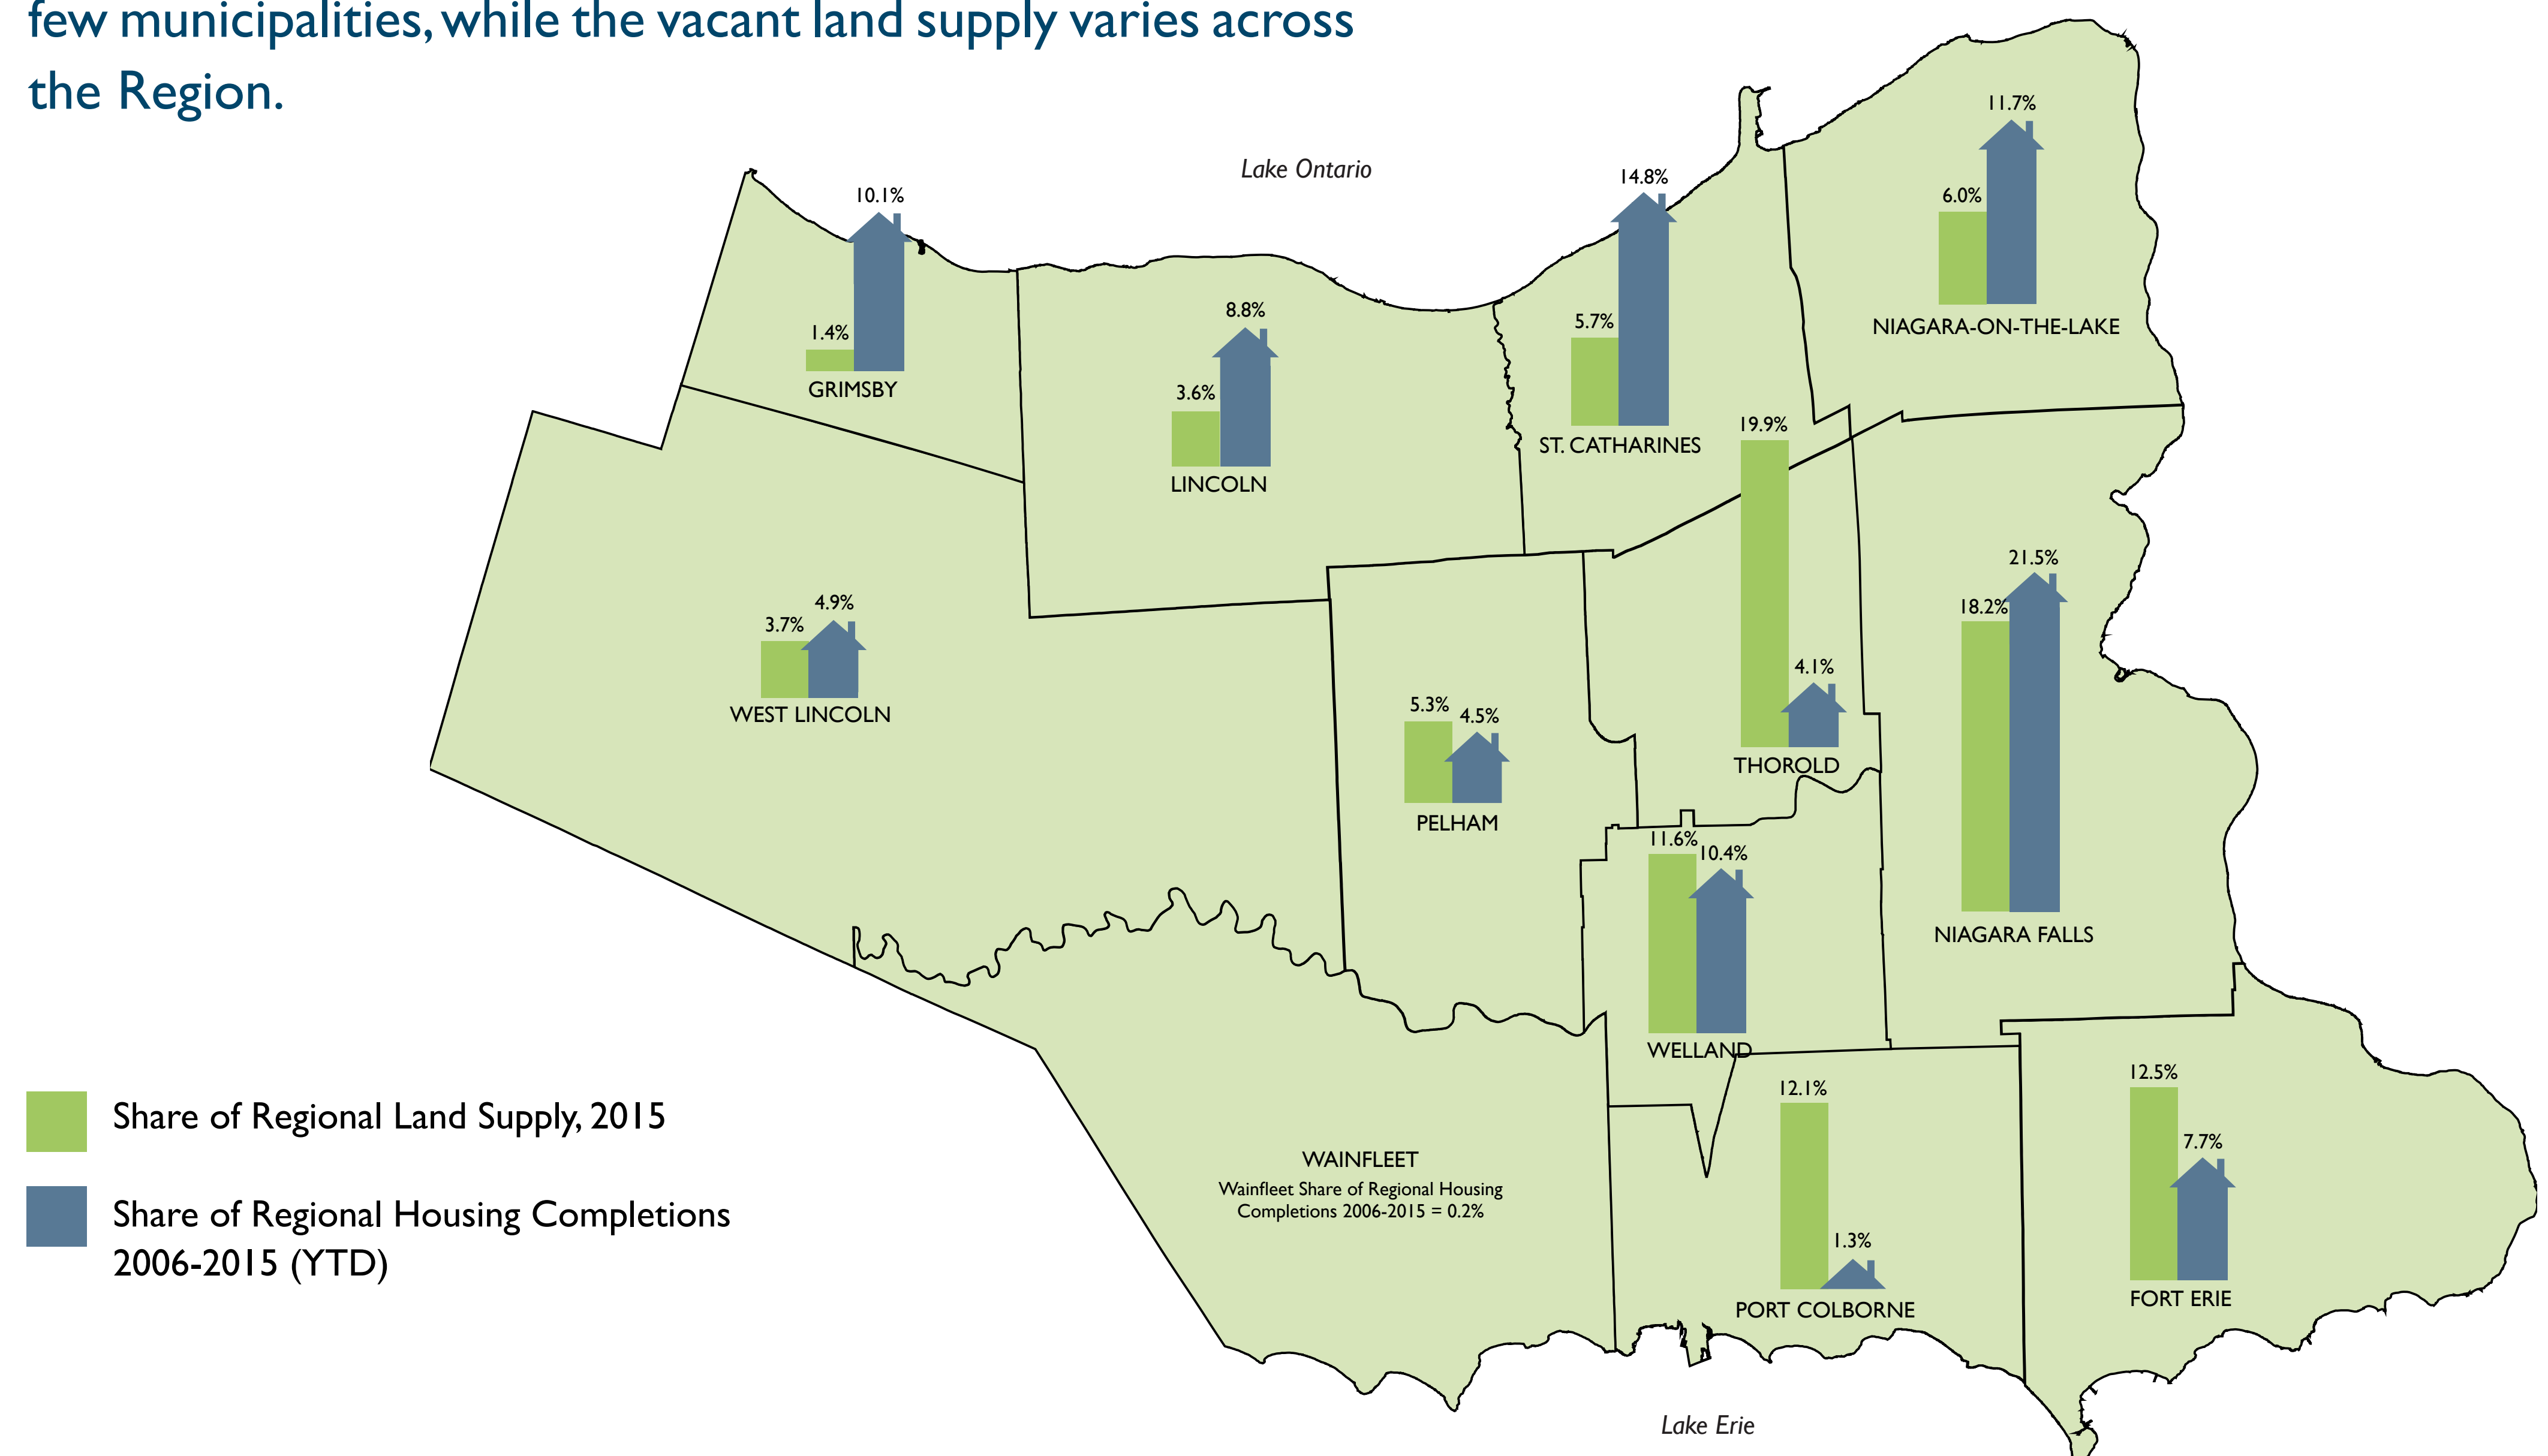 few municipalities, while the vacant land supply varies across
the Region.
Lake Ontario
10.1%
1.4%
GRIMSBY
8.8%
3.6%
LINCOLN
14.8%
5.7%
ST. CATHARINES
11.7%
6.0%
NIAGARA-ON-THE-LAKE
4.9%
3.7%
WEST LINCOLN
5.3%
4.5%
PELHAM
19.9%
4.1%
THOROLD
21.5%
18.2%
NIAGARA FALLS
11.6%
10.4%
WELLAND
WAINFLEET
Wainfleet Share of Regional Housing
Completions 2006-2015 = 0.2%
12.1%
1.3%
PORT COLBORNE
12.5%
7.7%
FORT ERIE
Lake Erie
Share of Regional Land Supply, 2015
Share of Regional Housing Completions
2006-2015 (YTD)